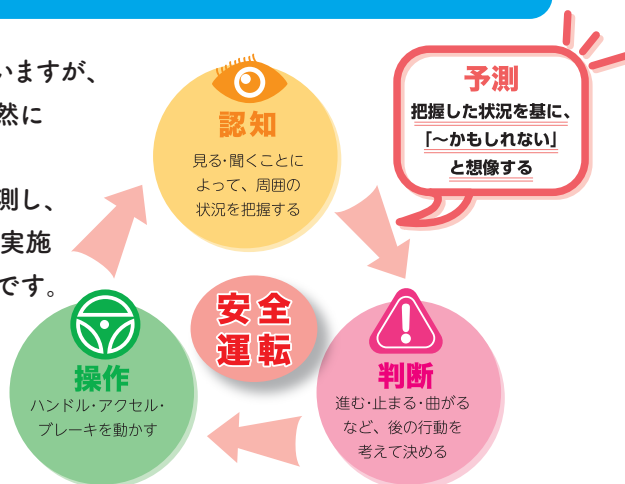 いますが、
然に
測し、
実施
です。
認知
見る・聞くことに
よって、周囲の
状況を把握する
予測
把握した状況を基に、
「〜かもしれない」
と想像する
安全
運転
判断
進む・止まる・曲がる
など、後の行動を
考えて決める
操作
ハンドル・アクセル・
ブレーキを動かす